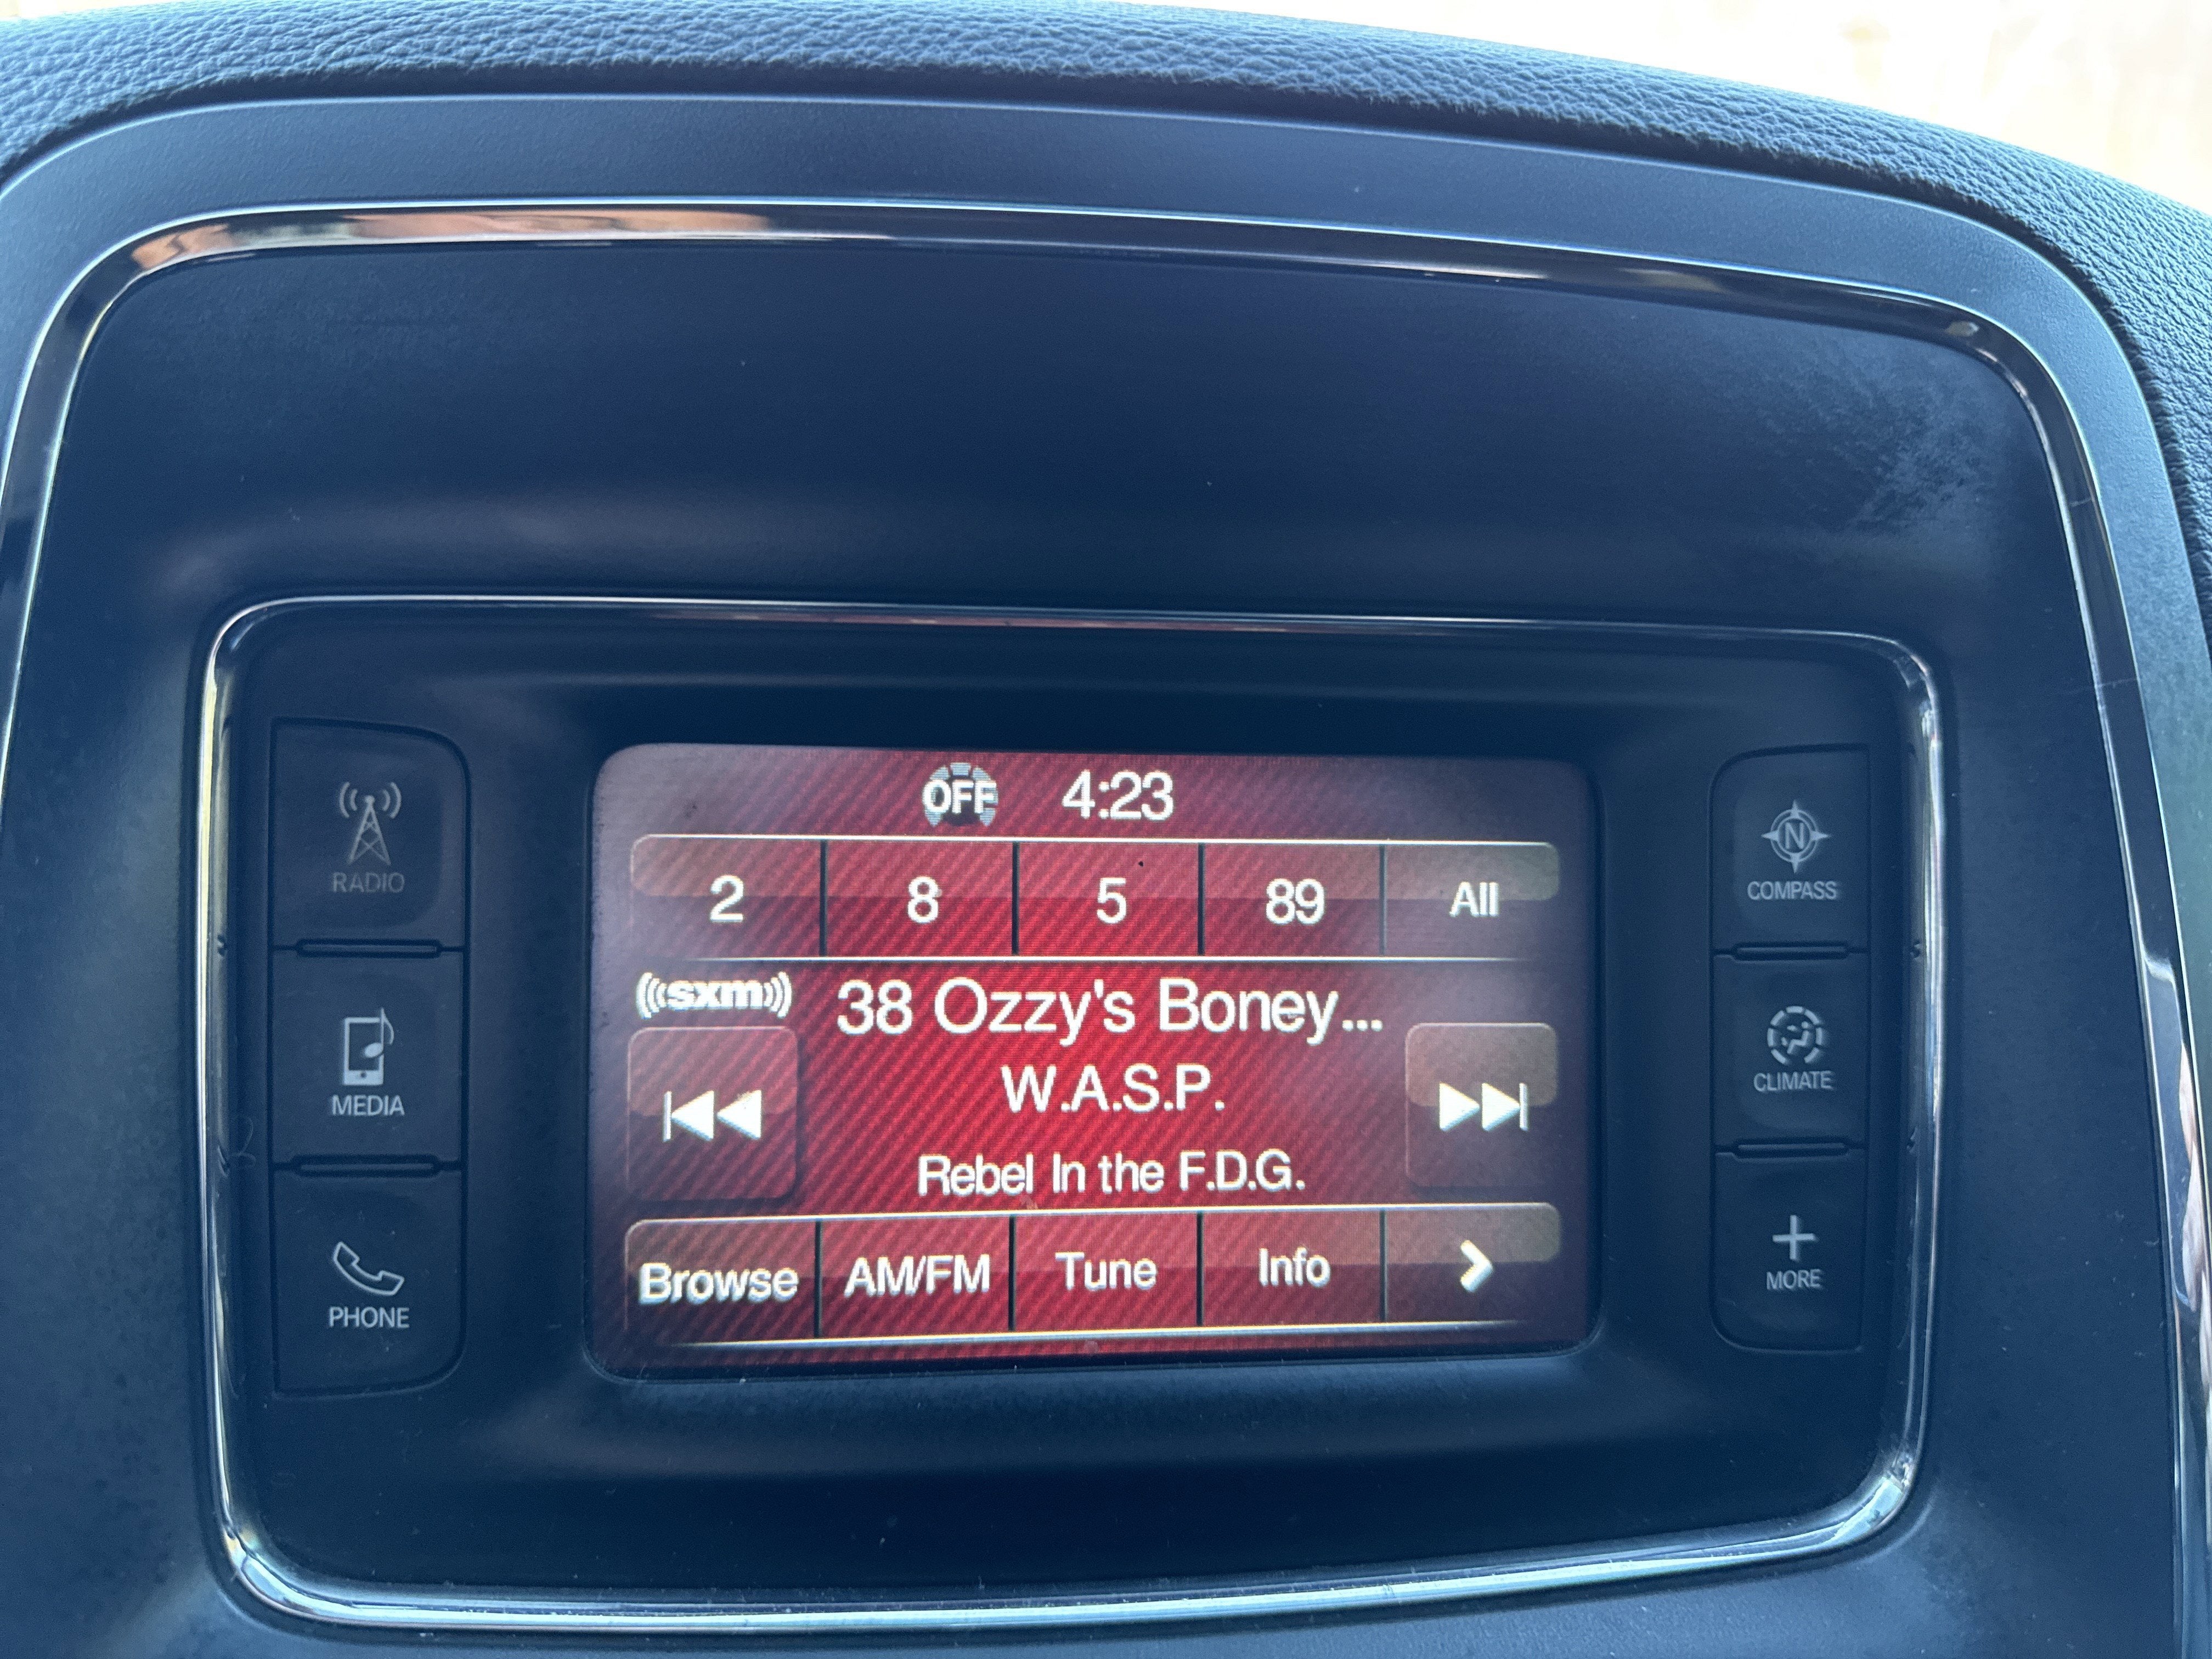 OFF 4:23
2 8 5 89 All
sxm 38 Ozzy's Boney...
W.A.S.P.
Rebel In the F.D.G.
Browse AM/FM Tune Info
RADIO
MEDIA
PHONE
N
COMPASS
CLIMATE
MORE